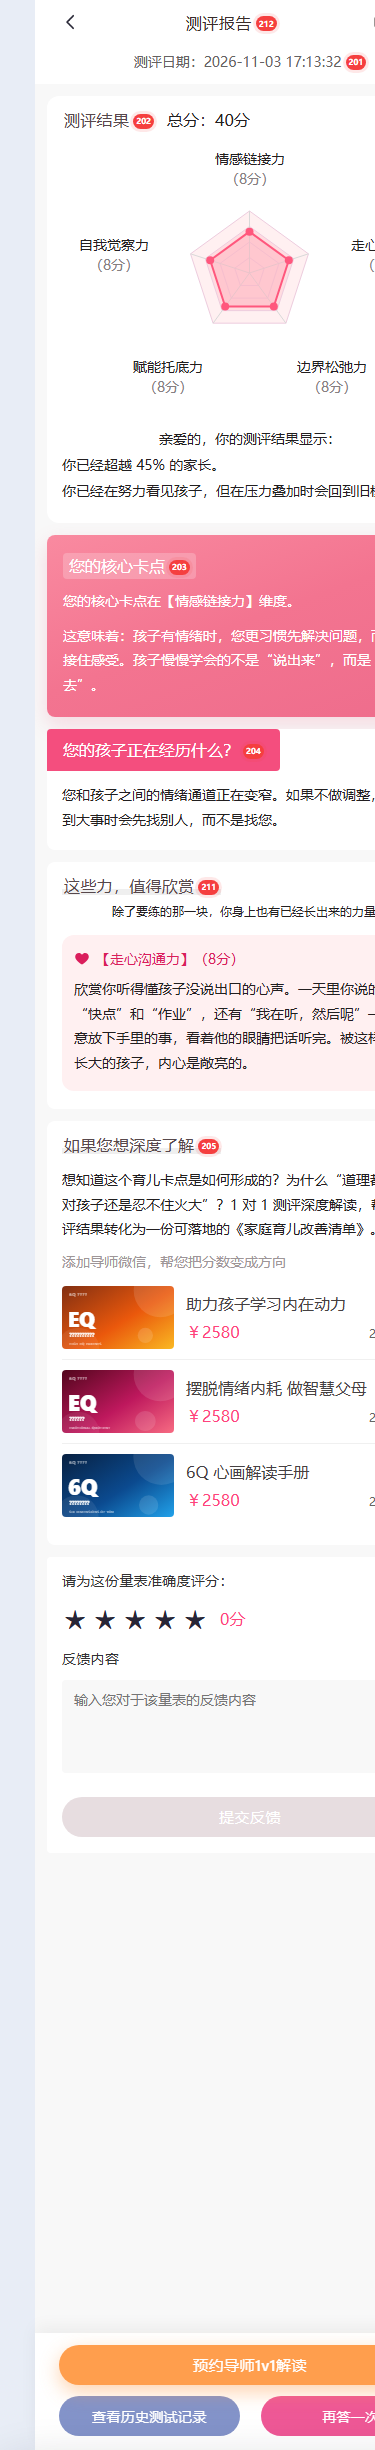 测评报告 212
测评日期：2026-11-03 17:13:32 201
测评结果 202 总分：40分
情感链接力
（8分）
自我觉察力
（8分）
走心
（
赋能托底力
（8分）
边界松弛力
（8分）
亲爱的，你的测评结果显示：
你已经超越 45% 的家长。
你已经在努力看见孩子，但在压力叠加时会回到旧
您的核心卡点 203
您的核心卡点在【情感链接力】维度。
这意味着：孩子有情绪时，您更习惯先解决问题，
接住感受。孩子慢慢学会的不是“说出来”，而是
去”。
您的孩子正在经历什么？ 204
您和孩子之间的情绪通道正在变窄。如果不做调整，
到大事时会先找别人，而不是找您。
这些力，值得欣赏 211
除了要练的那一块，你身上也有已经长出来的力量
【走心沟通力】（8分）
欣赏你听得懂孩子没说出口的心声。一天里你说的
“快点”和“作业”，还有“我在听，然后呢”
意放下手里的事，看着他的眼睛把话听完。被这样
长大的孩子，内心是敞亮的。
如果您想深度了解 205
想知道这个育儿卡点是如何形成的？为什么“道理都
对孩子还是忍不住火大”？1 对 1 测评深度解读，
评结果转化为一份可落地的《家庭育儿改善清单》。
添加导师微信，帮您把分数变成方向
EQ ????
EQ
助力孩子学习内在动力
￥2580
2
EQ ????
EQ
???????
摆脱情绪内耗 做智慧父母
￥2580
2
6Q ????
6Q
????????
6Q 心画解读手册
￥2580
2
请为这份量表准确度评分：
★ ★ ★ ★ ★ 0分
反馈内容
输入您对于该量表的反馈内容
提交反馈
预约导师1v1解读
查看历史测试记录
再答一次